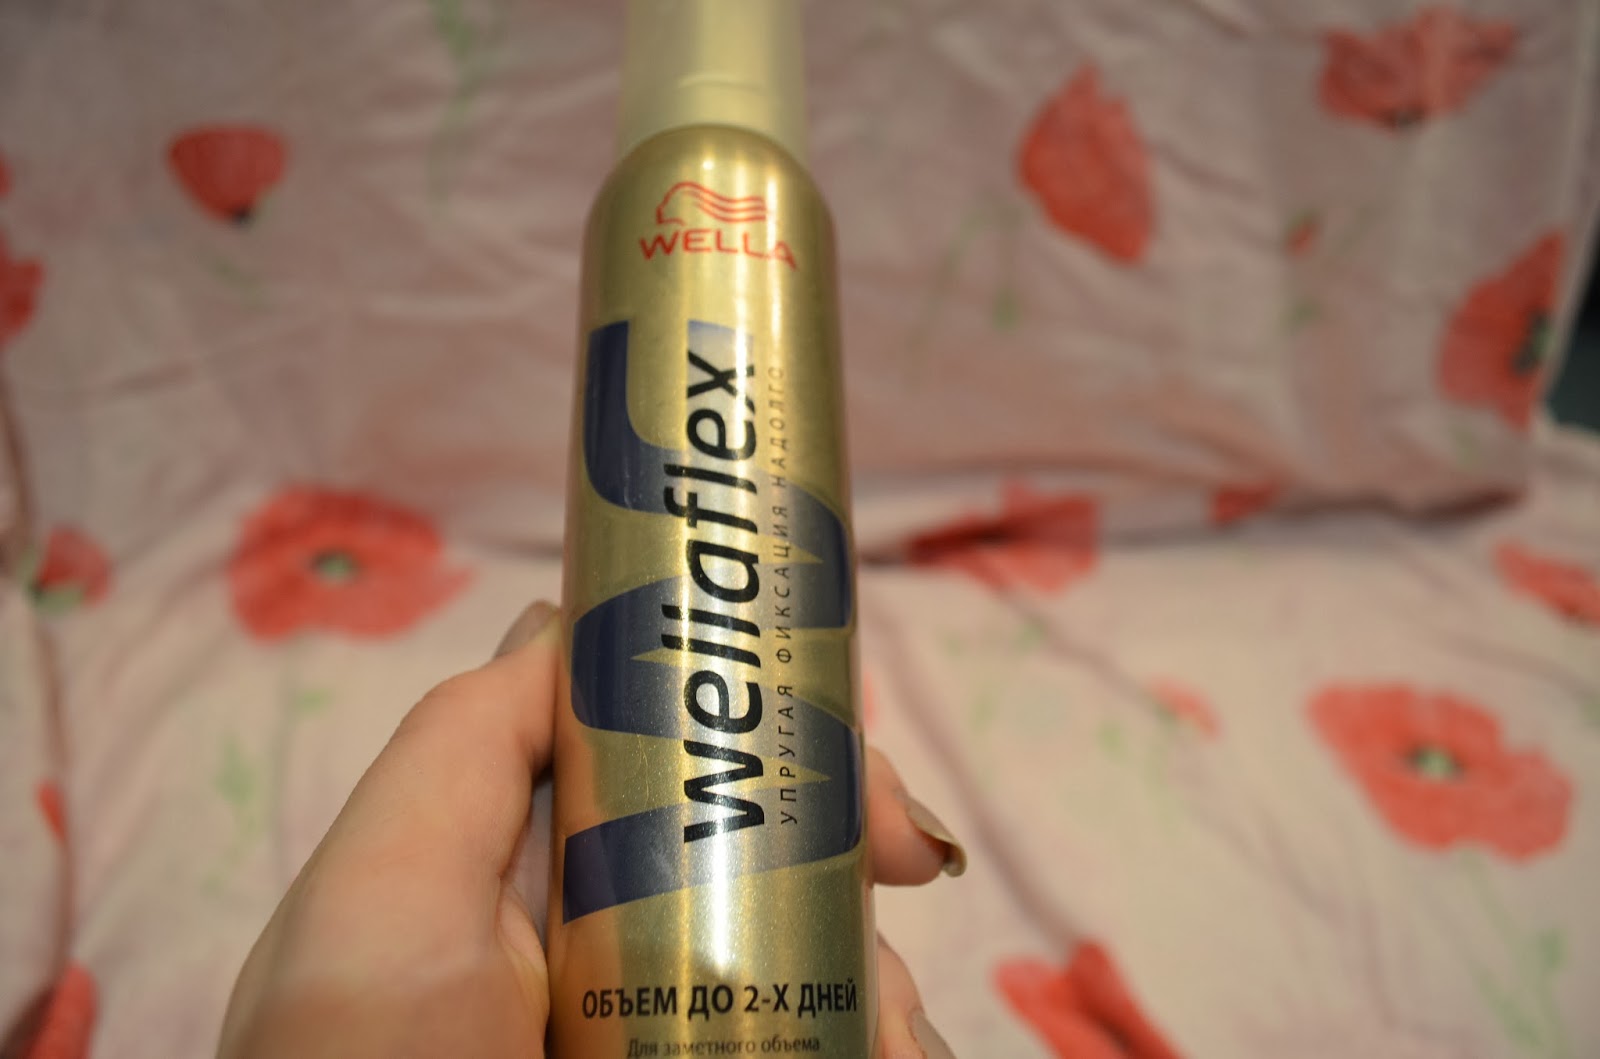 WELLA
wellaflex
УПРУГАЯ ФИКСАЦИЯ НАДОЛГО
ОБЪЕМ ДО 2-Х ДНЕЙ
Для заметного объема